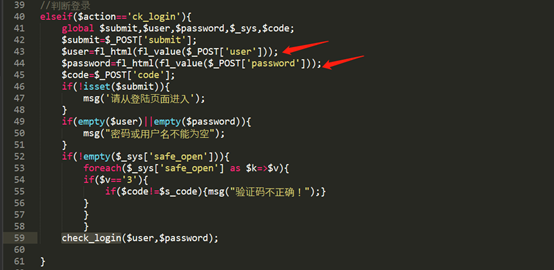 39 //判断登录
40 elseif($action=='ck_login'){
41 global $submit,$user,$password,$_sys,$code;
42 $submit=$_POST['submit'];
43 $user=fl_html(fl_value($_POST['user']));
44 $password=fl_html(fl_value($_POST['password']));
45 $code=$_POST['code'];
46 if(!isset($submit)){
47 msg('请从登陆页面进入');
48 }
49 if(empty($user)||empty($password)){
50 msg("密码或用户名不能为空");
51 }
52 if(!empty($_sys['safe_open'])){
53 foreach($_sys['safe_open'] as $k=>$v){
54 if($v=='3'){
55 if($code!=$s_code){msg("验证码不正确！");}
56 }
57 }
58 }
59 check_login($user,$password);
60
61 }